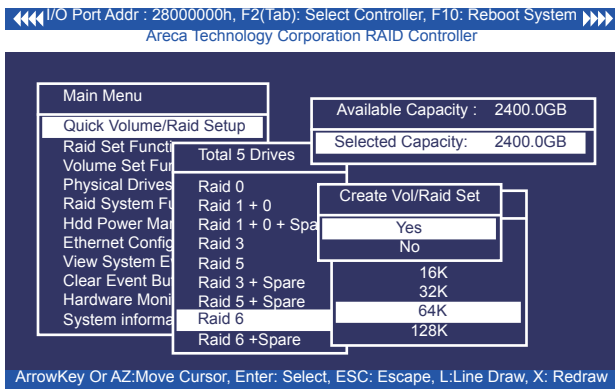 I/O Port Addr : 28000000h, F2(Tab): Select Controller, F10: Reboot System
Areca Technology Corporation RAID Controller
Main Menu
Quick Volume/Raid Setup
Raid Set Functi
Volume Set Fun
Physical Drives
Raid System Fu
Hdd Power Mar
Ethernet Config
View System E
Clear Event Bu
Hardware Moni
System informa
Total 5 Drives
Raid 0
Raid 1 + 0
Raid 1 + 0 + Spa
Raid 3
Raid 5
Raid 3 + Spare
Raid 5 + Spare
Raid 6
Raid 6 +Spare
Available Capacity : 2400.0GB
Selected Capacity: 2400.0GB
Create Vol/Raid Set
Yes
No
16K
32K
64K
128K
ArrowKey Or AZ:Move Cursor, Enter: Select, ESC: Escape, L:Line Draw, X: Redraw